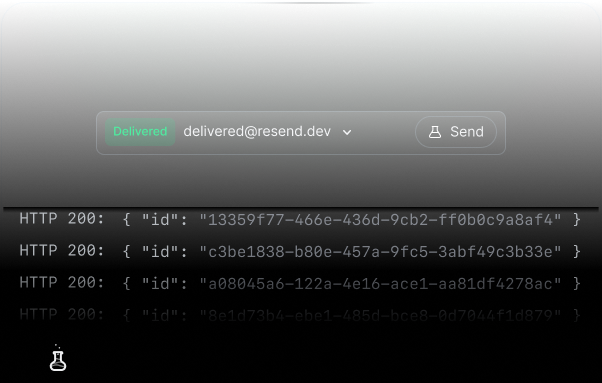 Delivered delivered@resend.dev Send
HTTP 200: { "id": "13359f77-466e-436d-9cb2-ff0b0c9a8af4" }
HTTP 200: { "id": "c3be1838-b80e-457a-9fc5-3abf49c3b33e" }
HTTP 200: { "id": "a08045a6-122a-4e16-ace1-aa81df4278ac" }
HTTP 200: { "id": "8e1d73b4-ebe1-485d-bce8-0d7044f1d879" }